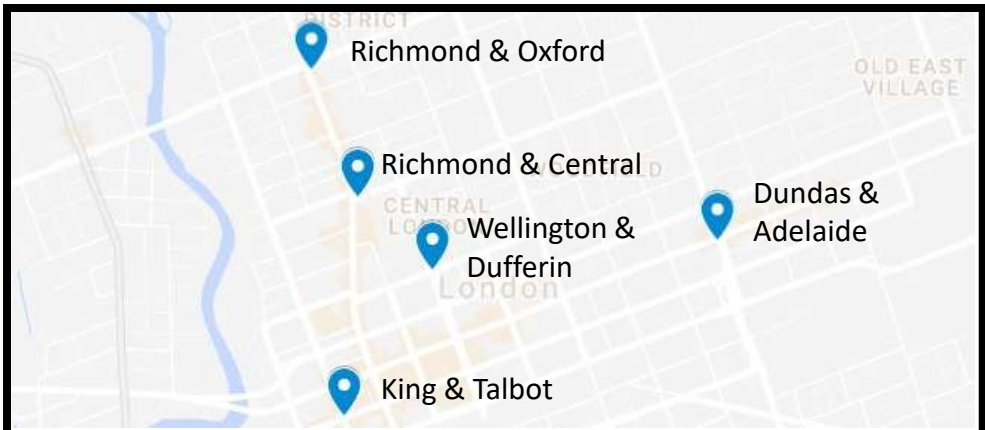 DISTRICT
Richmond & Oxford
OLD EAST
VILLAGE
Richmond & Central
Dundas &
Adelaide
CENTRAL
Wellington &
Dufferin
London
King & Talbot